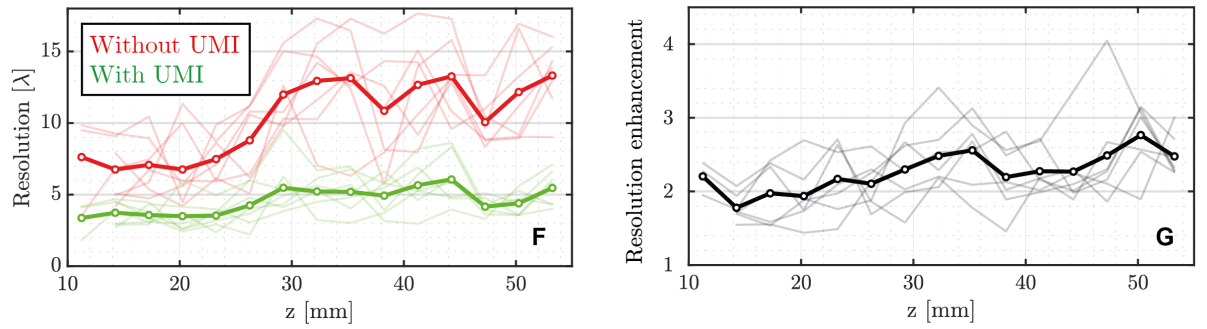 Resolution [λ]
15
10
5
0
Without UMI
With UMI
F
10 20 30 40 50
z [mm]
Resolution enhancement
4
3
2
1
G
10 20 30 40 50
z [mm]